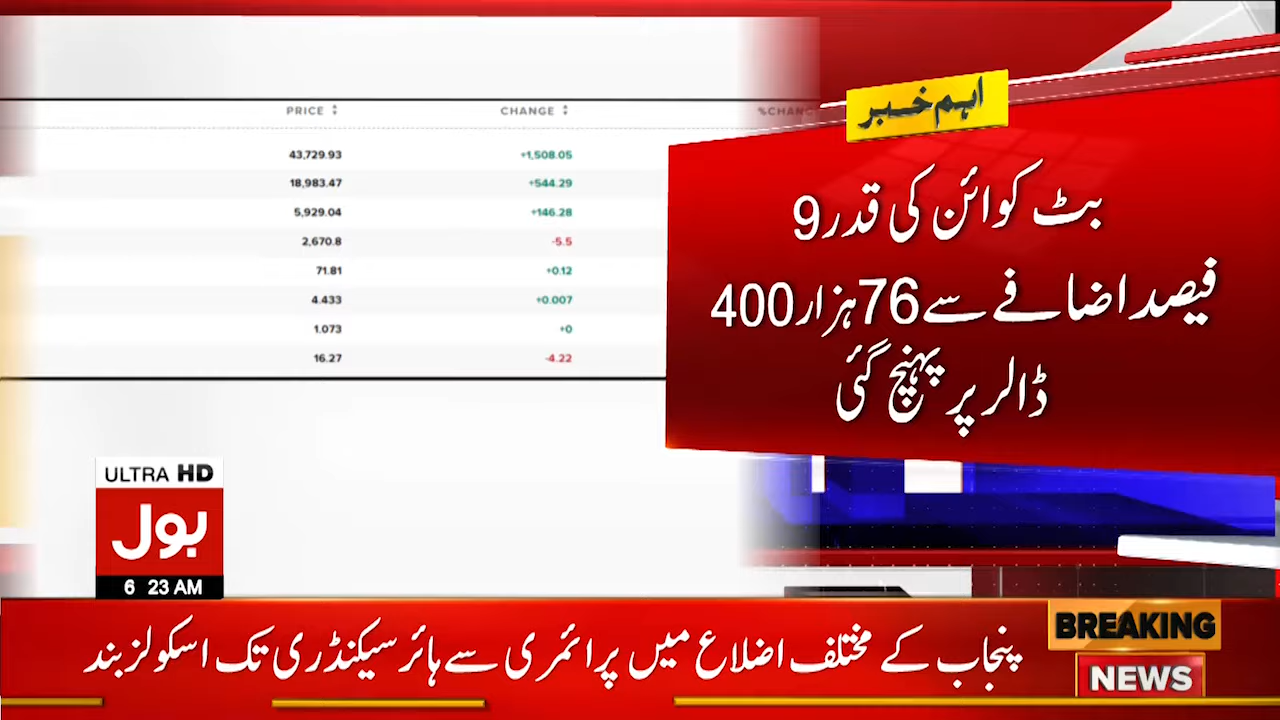 PRICE CHANGE %CHANG
43,729.93 +1,508.05
18,983.47 +544.29
5,929.04 +146.28
2,670.8 -5.5
71.81 +0.12
4.433 +0.007
1.073 +0
16.27 -4.22
اہم خبر
بٹ کوائن کی قدر 9
فیصد اضافے سے 76 ہزار 400
ڈالر پر پہنچ گئی
ULTRA HD
بول
6 23 AM
BREAKING
NEWS
پنجاب کے مختلف اضلاع میں پرائمری سے ہائر سیکنڈری تک اسکولز بند